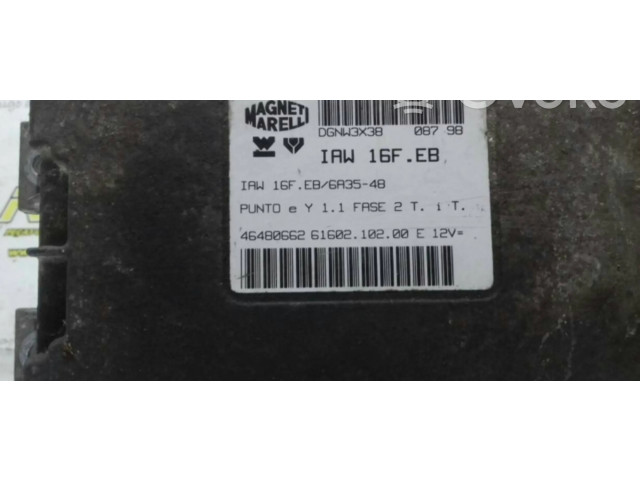 MAGNETI
MARELLI
DGNW3X38 087 98
IAW 16F.EB
IAW 16F.EB/6A35-4B
PUNTO e Y 1.1 FASE 2 T. i T.
46480662 61602.102.00 E 12V=